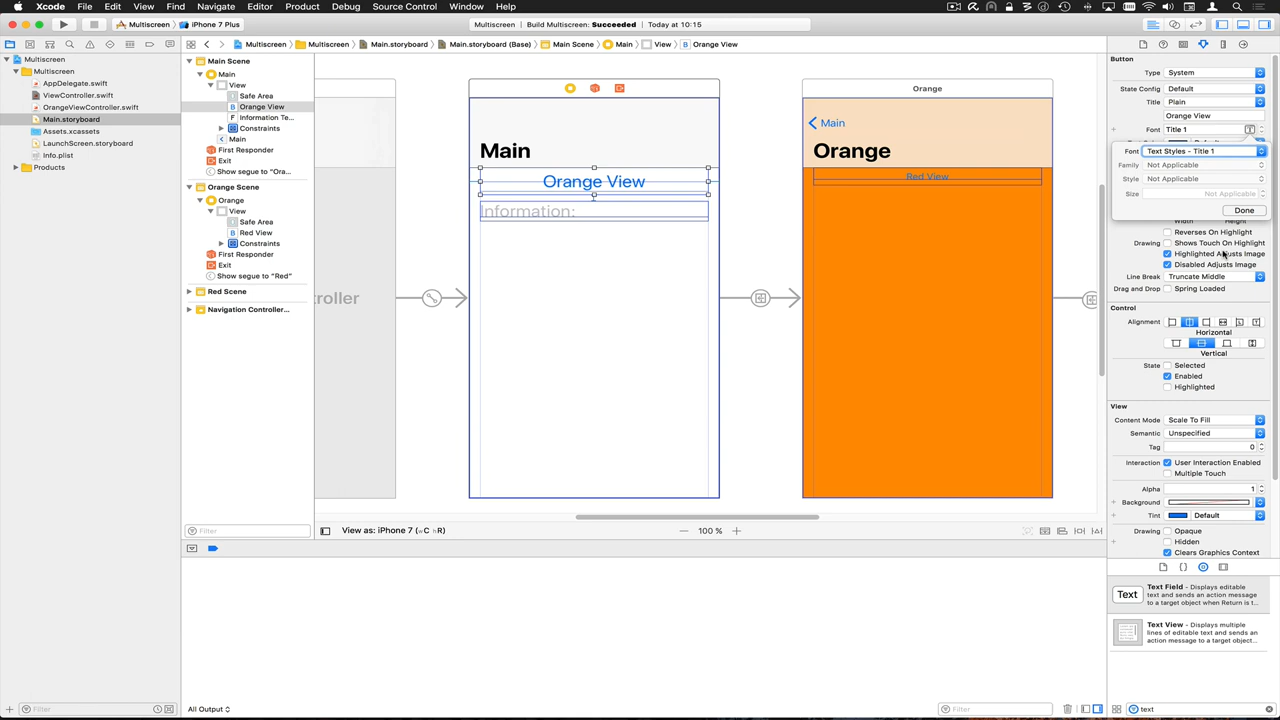 Xcode File Edit View Find Navigate Editor Product Debug Source Control Window Help
Multiscreen iPhone 7 Plus Multiscreen Build Multiscreen: Succeeded Today at 10:15
Multiscreen Multiscreen Main.storyboard Main.storyboard (Base) Main Scene Main View B Orange View
Multiscreen
Multiscreen
AppDelegate.swift
ViewController.swift
OrangeViewController.swift
Main.storyboard
Assets.xcassets
LaunchScreen.storyboard
Info.plist
Products
Main Scene
Main
View
Safe Area
B Orange View
F Information Te...
Constraints
Main
First Responder
Exit
Show segue to "Ora...
Orange Scene
Orange
View
Safe Area
B Red View
Constraints
First Responder
Exit
Show segue to "Red"
Red Scene
Navigation Controller...
troller
Main
Orange View
Information:
Orange
Main
Orange
Red View
Button
Type System
State Config Default
Title Plain
Orange View
Font Title 1
Font Text Styles - Title 1
Family Not Applicable
Style Not Applicable
Size Not Applicable
Done
Width Height
Reverses On Highlight
Drawing Shows Touch On Highlight
Highlighted Adjusts Image
Disabled Adjusts Image
Line Break Truncate Middle
Drag and Drop Spring Loaded
Control
Alignment
Horizontal
Vertical
State Selected
Enabled
Highlighted
View
Content Mode Scale To Fill
Semantic Unspecified
Tag 0
Interaction User Interaction Enabled
Multiple Touch
Alpha 1
Background
Tint Default
Drawing Opaque
Hidden
Clears Graphics Context
Filter View as: iPhone 7 (wC hR) 100 %
Text Text Field - Displays editable
text and sends an action message
to a target object when Return is t...
Text View - Displays multiple
lines of editable text and sends an
action message to a target object...
Filter All Output Filter text